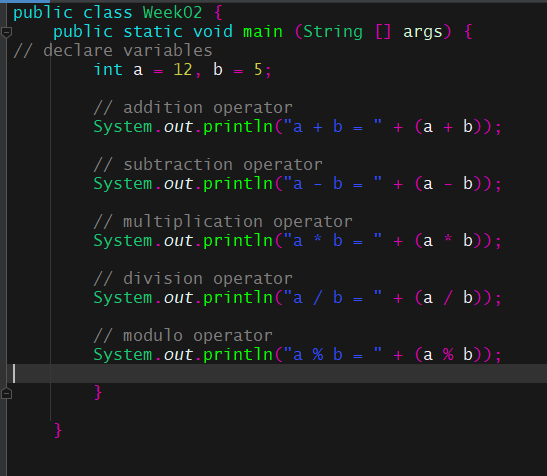 public class Week02 {
    public static void main (String [] args) {
// declare variables
        int a = 12, b = 5;
        // addition operator
        System.out.println("a + b = " + (a + b));
        // subtraction operator
        System.out.println("a - b = " + (a - b));
        // multiplication operator
        System.out.println("a * b = " + (a * b));
        // division operator
        System.out.println("a / b = " + (a / b));
        // modulo operator
        System.out.println("a % b = " + (a % b));
        }
    }